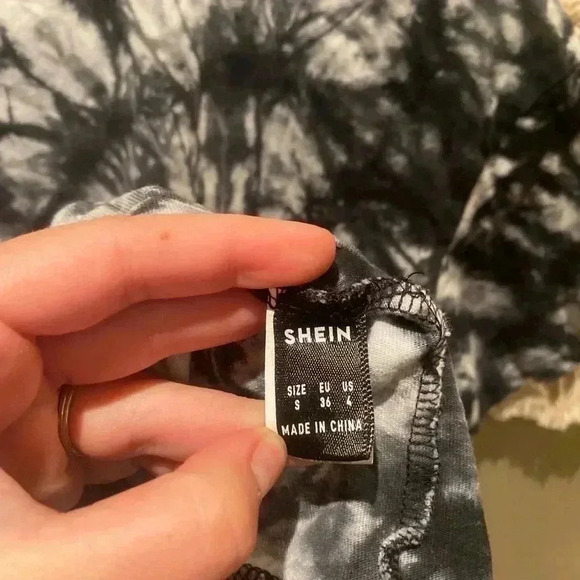 SHEIN
SIZE EU US
S 36 4
MADE IN CHINA